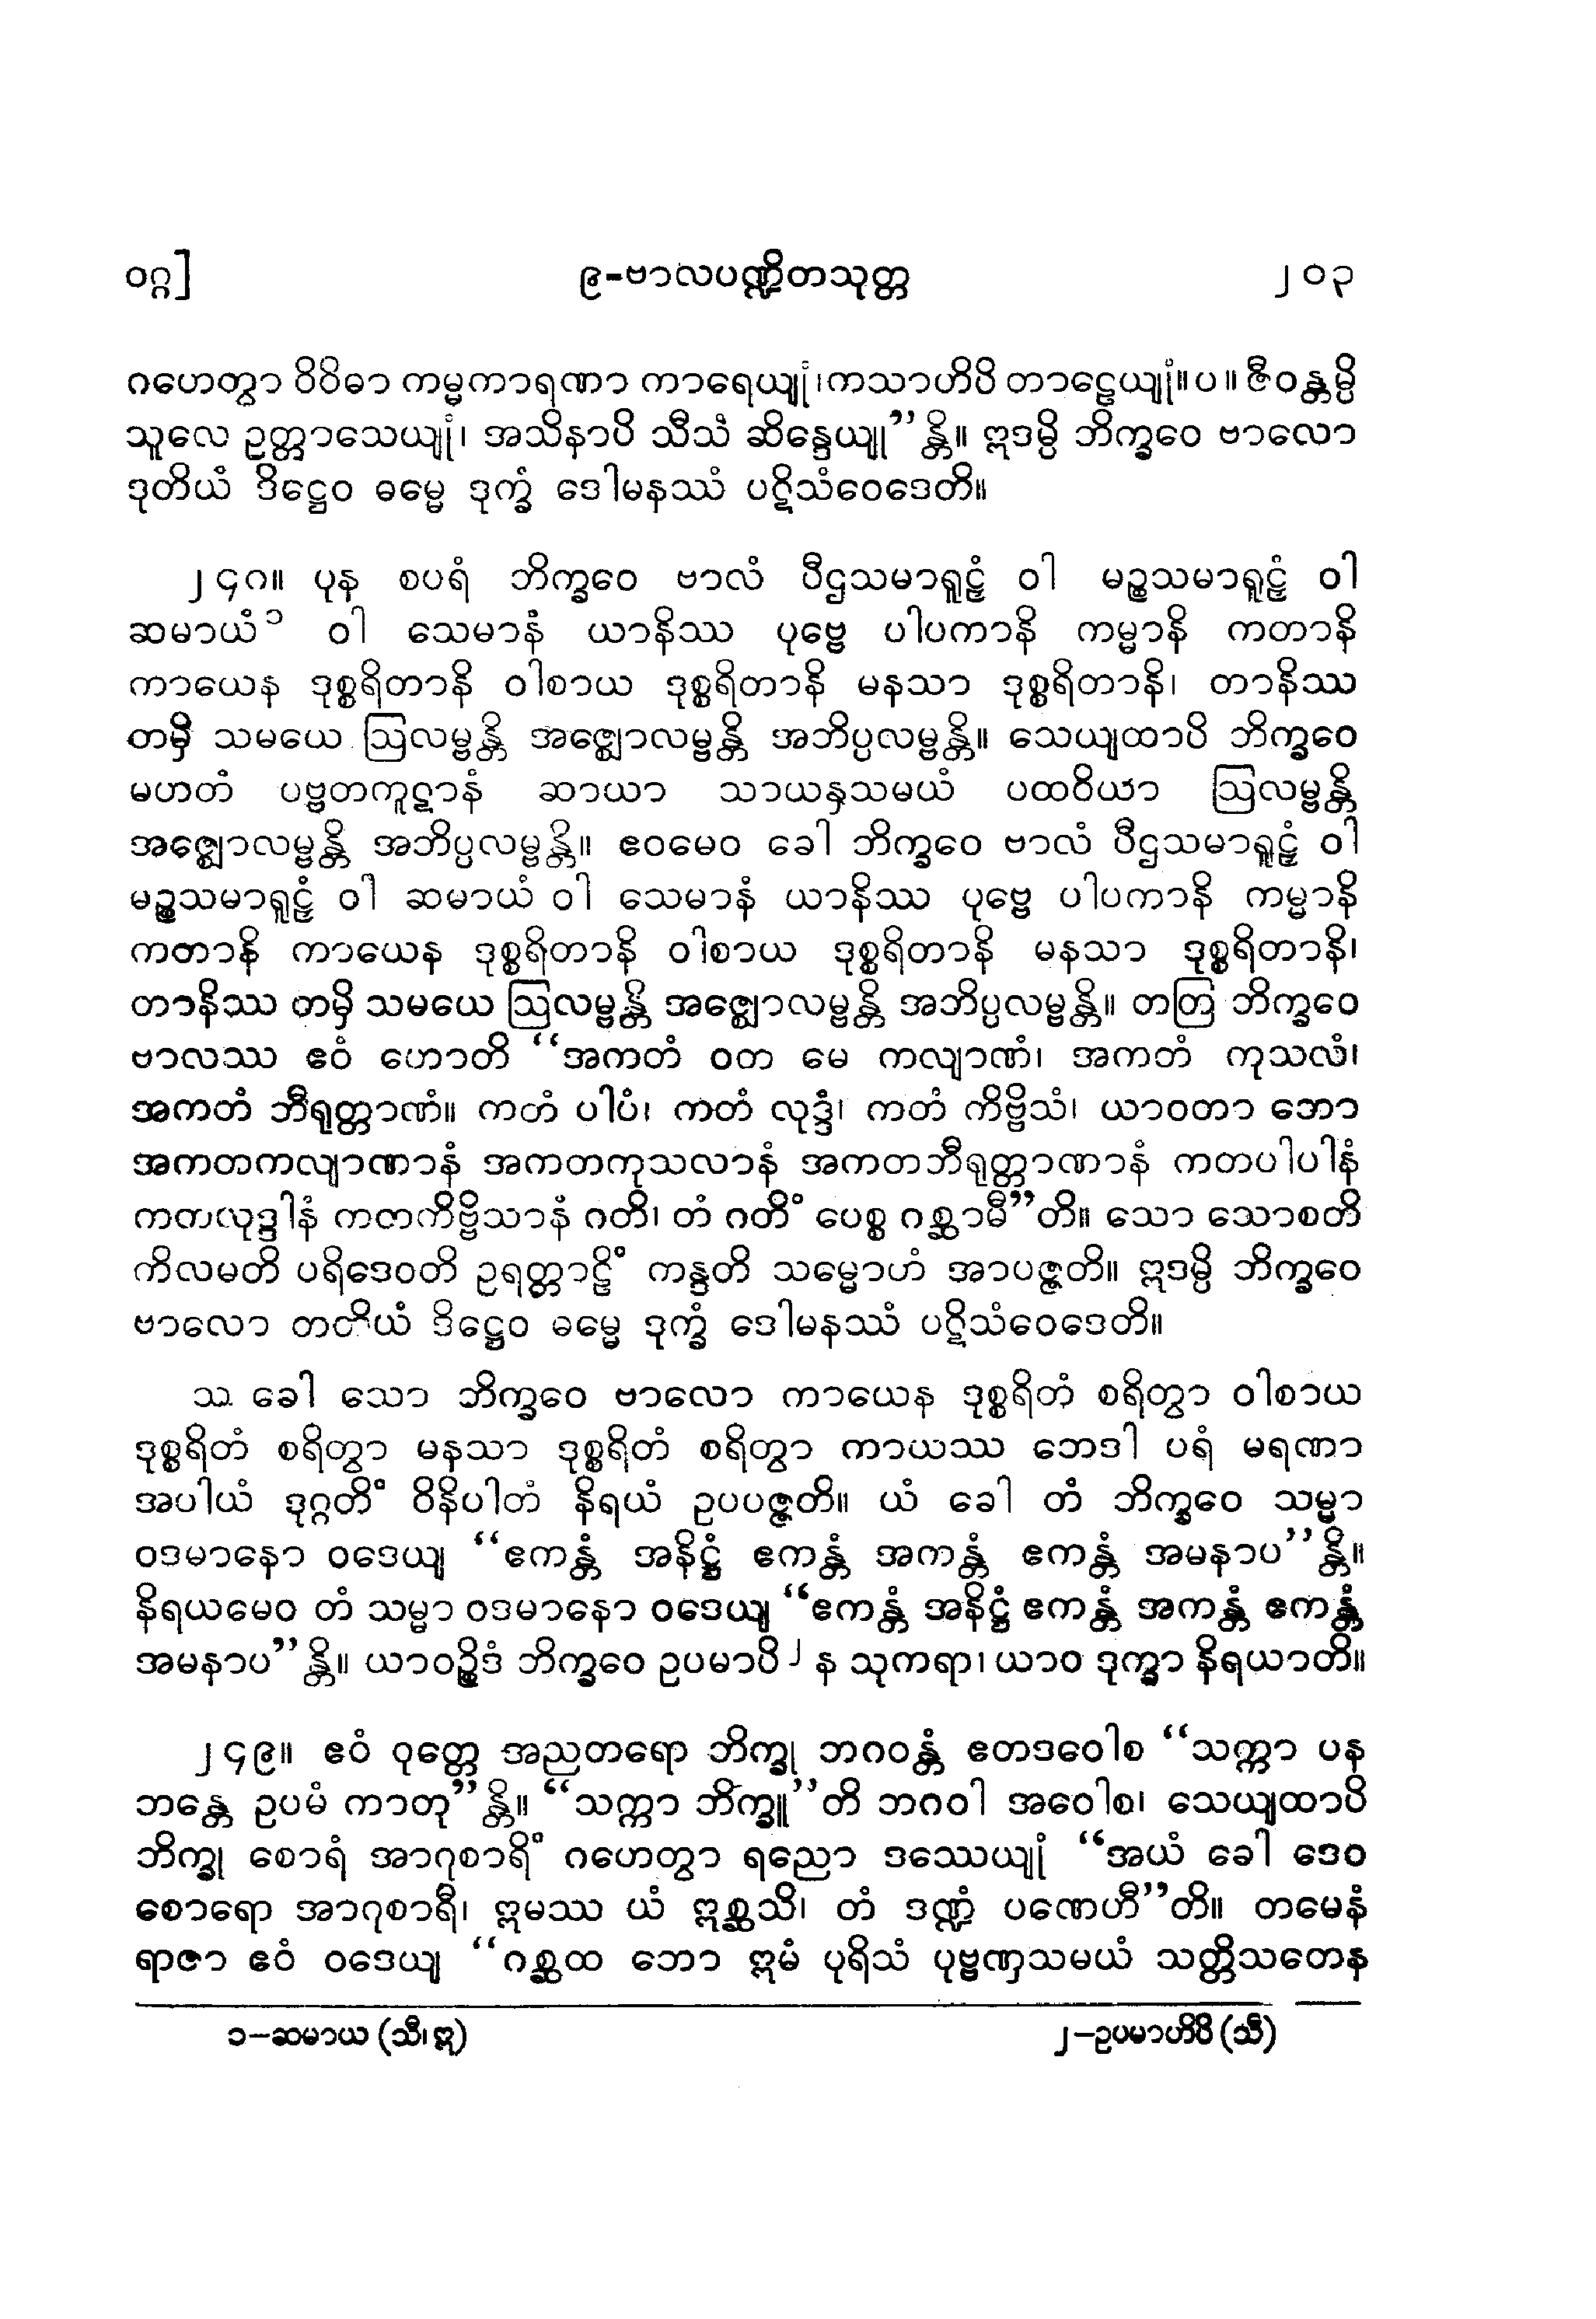 ဝဂ္ဂ]
၉-ဗာလပဏ္ဍိတသုတ္တ
၂၀၃
ဂဟေတွာ ဝိဝိဓာ ကမ္မကာရဏာ ကာရေယျုံ၊ ကသာဟိပိ တာဠေယျုံ။ ပ ။ ဇီဝန္တမ္ပိ
သူလေ ဥတ္တာသေယျုံ၊ အသိနာပိ သီသံ ဆိန္ဒေယျု”န္တိ။ ဣဒမ္ပိ ဘိက္ခဝေ ဗာလော
ဒုတိယံ ဒိဋ္ဌေဝ ဓမ္မေ ဒုက္ခံ ဒေါမနဿံ ပဋိသံဝေဒေတိ။
၂၄၈။ ပုန စပရံ ဘိက္ခဝေ ဗာလံ ပီဌသမာရူဠှံ ဝါ မဉ္စသမာရူဠှံ ဝါ
ဆမာယံ၁ ဝါ သေမာနံ ယာနိဿ ပုဗ္ဗေ ပါပကာနိ ကမ္မာနိ ကတာနိ
ကာယေန ဒုစ္စရိတာနိ ဝါစာယ ဒုစ္စရိတာနိ မနသာ ဒုစ္စရိတာနိ၊ တာနိဿ
တမှိ သမယေ ဩလမ္ဗန္တိ အဇ္ဈောလမ္ဗန္တိ အဘိပ္ပလမ္ဗန္တိ။ သေယျထာပိ ဘိက္ခဝေ
မဟတံ ပဗ္ဗတကူဋာနံ ဆာယာ သာယနှသမယံ ပထဝိယာ ဩလမ္ဗန္တိ
အဇ္ဈောလမ္ဗန္တိ အဘိပ္ပလမ္ဗန္တိ။ ဧဝမေဝ ခေါ ဘိက္ခဝေ ဗာလံ ပီဌသမာရူဠှံ ဝါ
မဉ္စသမာရူဠှံ ဝါ ဆမာယံ ဝါ သေမာနံ ယာနိဿ ပုဗ္ဗေ ပါပကာနိ ကမ္မာနိ
ကတာနိ ကာယေန ဒုစ္စရိတာနိ ဝါစာယ ဒုစ္စရိတာနိ မနသာ ဒုစ္စရိတာနိ၊
တာနိဿ တမှိ သမယေ ဩလမ္ဗန္တိ အဇ္ဈောလမ္ဗန္တိ အဘိပ္ပလမ္ဗန္တိ။ တတြ ဘိက္ခဝေ
ဗာလဿ ဧဝံ ဟောတိ “အကတံ ဝတ မေ ကလျာဏံ၊ အကတံ ကုသလံ၊
အကတံ ဘီရုတ္တာဏံ။ ကတံ ပါပံ၊ ကတံ လုဒ္ဒံ၊ ကတံ ကိဗ္ဗိသံ၊ ယာဝတာ ဘော
အကတကလျာဏာနံ အကတကုသလာနံ အကတဘီရုတ္တာဏာနံ ကတပါပါနံ
ကတလုဒ္ဒါနံ ကတကိဗ္ဗိသာနံ ဂတိ၊ တံ ဂတိံ ပေစ္စ ဂစ္ဆာမီ”တိ။ သော သောစတိ
ကိလမတိ ပရိဒေဝတိ ဥရတ္တာဠိံ ကန္ဒတိ သမ္မောဟံ အာပဇ္ဇတိ။ ဣဒမ္ပိ ဘိက္ခဝေ
ဗာလော တတိယံ ဒိဋ္ဌေဝ ဓမ္မေ ဒုက္ခံ ဒေါမနဿံ ပဋိသံဝေဒေတိ။
သ ခေါ သော ဘိက္ခဝေ ဗာလော ကာယေန ဒုစ္စရိတံ စရိတွာ ဝါစာယ
ဒုစ္စရိတံ စရိတွာ မနသာ ဒုစ္စရိတံ စရိတွာ ကာယဿ ဘေဒါ ပရံ မရဏာ
အပါယံ ဒုဂ္ဂတိံ ဝိနိပါတံ နိရယံ ဥပပဇ္ဇတိ။ ယံ ခေါ တံ ဘိက္ခဝေ သမ္မာ
ဝဒမာနော ဝဒေယျ “ဧကန္တံ အနိဋ္ဌံ ဧကန္တံ အကန္တံ ဧကန္တံ အမနာပ”န္တိ။
နိရယမေဝ တံ သမ္မာ ဝဒမာနော ဝဒေယျ “ဧကန္တံ အနိဋ္ဌံ ဧကန္တံ အကန္တံ ဧကန္တံ
အမနာပ”န္တိ။ ယာဝဉ္စိဒံ ဘိက္ခဝေ ဥပမာပိ၂ န သုကရာ၊ ယာဝ ဒုက္ခာ နိရယာတိ။
၂၄၉။ ဧဝံ ဝုတ္တေ အညတရော ဘိက္ခု ဘဂဝန္တံ ဧတဒဝေါစ “သက္ကာ ပန
ဘန္တေ ဥပမံ ကာတု”န္တိ။ “သက္ကာ ဘိက္ခူ”တိ ဘဂဝါ အဝေါစ၊ သေယျထာပိ
ဘိက္ခု စောရံ အာဂုစာရိံ ဂဟေတွာ ရညော ဒဿေယျုံ “အယံ ခေါ ဒေဝ
စောရော အာဂုစာရီ၊ ဣမဿ ယံ ဣစ္ဆသိ၊ တံ ဒဏ္ဍံ ပဏေဟီ”တိ။ တမေနံ
ရာဇာ ဧဝံ ဝဒေယျ “ဂစ္ဆထ ဘော ဣမံ ပုရိသံ ပုဗ္ဗဏှသမယံ သတ္တိသတေန
၁–ဆမာယ (သီ၊ ဣ)
၂–ဥပမာဟိပိ (သီ)